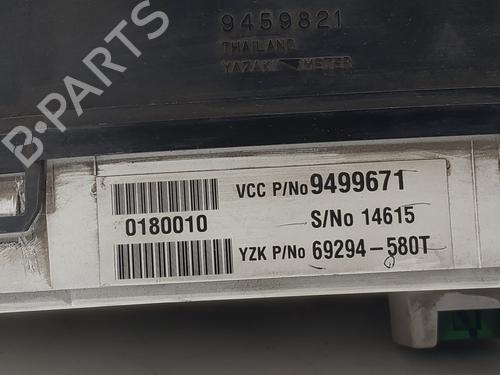 9459821
THAILAND
YAZAKI METER
B-PARTS
VCC P/No 9499671
0180010
S/No 14615
YZK P/No 69294-580T